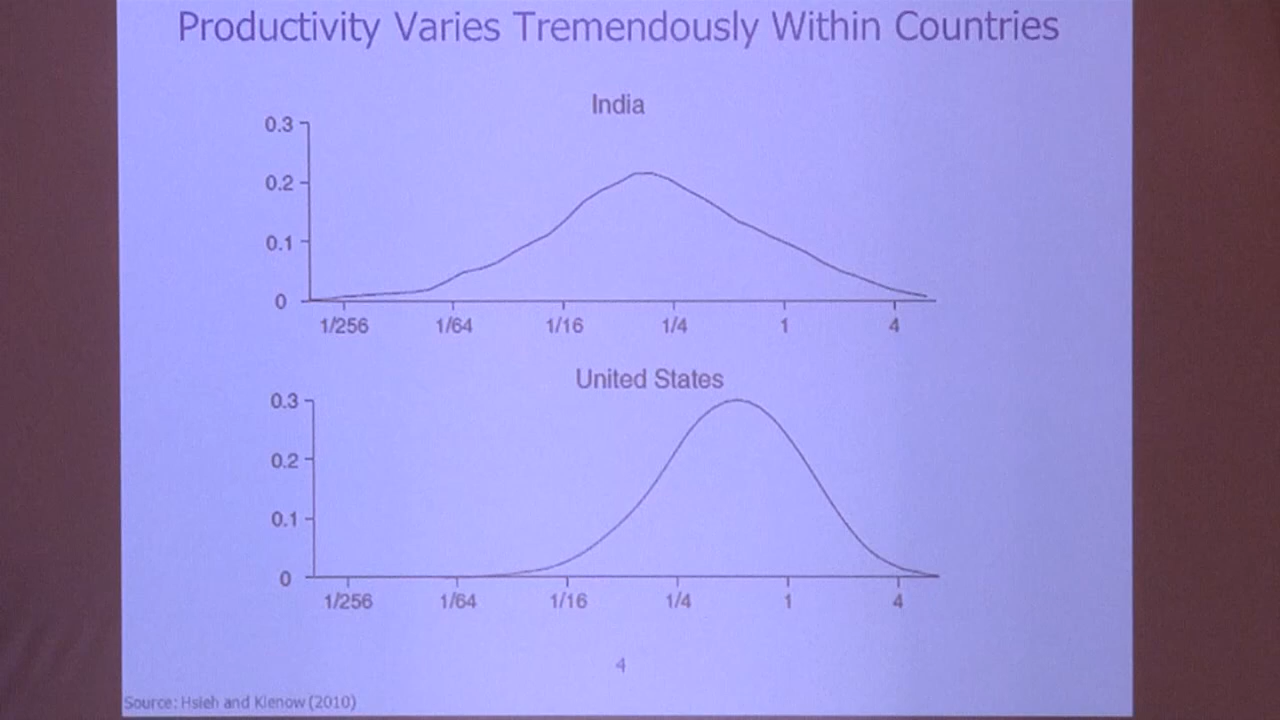 Productivity Varies Tremendously Within Countries
India
0.3
0.2
0.1
0
1/256 1/64 1/16 1/4 1 4
United States
0.3
0.2
0.1
0
1/256 1/64 1/16 1/4 1 4
4
Source: Hsieh and Klenow (2010)